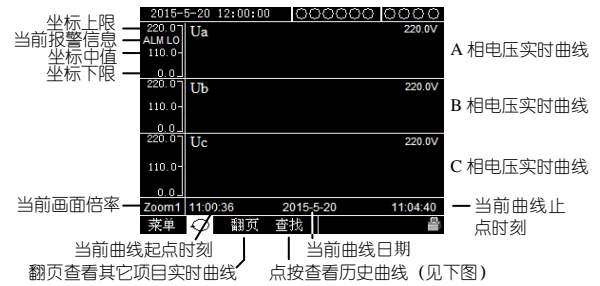 2015-5-20 12:00:00
坐标上限
220.0
Ua
220.0V
当前报警信息
ALM LO
坐标中值
110.0
A 相电压实时曲线
坐标下限
0.0
220.0
Ub
220.0V
110.0
B 相电压实时曲线
0.0
220.0
Uc
220.0V
110.0
C 相电压实时曲线
0.0
当前画面倍率
Zoom1
11:00:36
2015-5-20
11:04:40
当前曲线止
点时刻
菜单
翻页
查找
当前曲线起点时刻
当前曲线日期
翻页查看其它项目实时曲线
点按查看历史曲线（见下图）